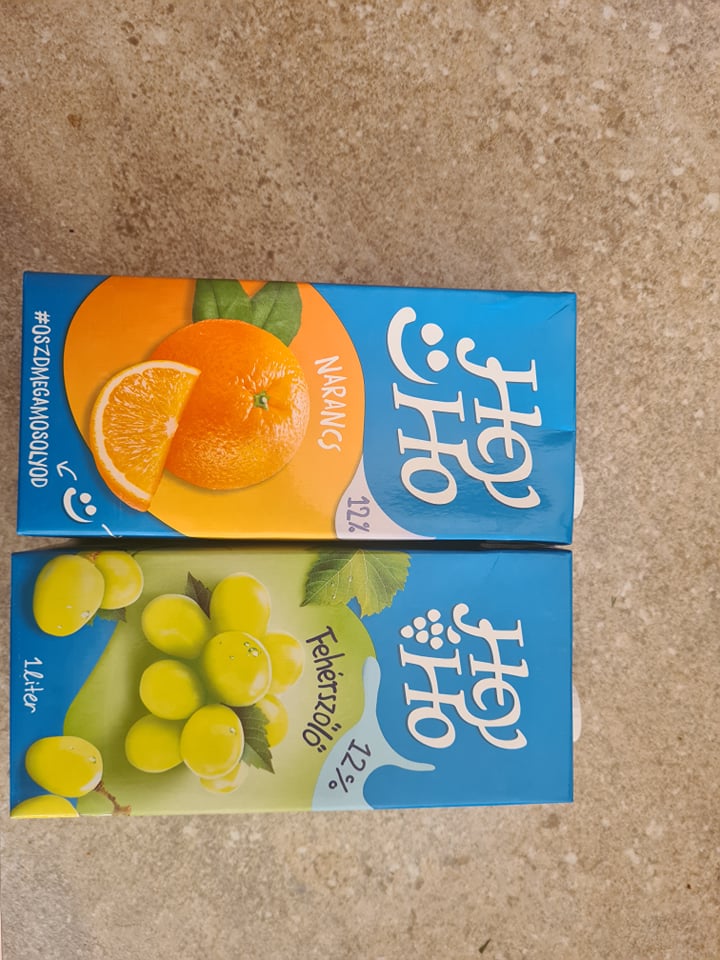 Hey
Ho
12%
NARANCS
#OSZDMEGAMOSOLYOD
Hey
Ho
12%
Fehérszőlő
1 liter